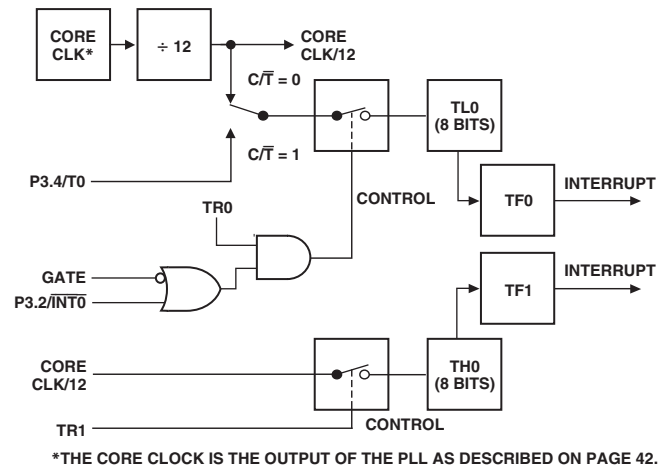 CORE
CLK*
÷ 12
CORE
CLK/12
C/T̅ = 0
TL0
(8 BITS)
C/T̅ = 1
P3.4/T0
INTERRUPT
TF0
CONTROL
TR0
INTERRUPT
GATE
TF1
P3.2/I̅N̅T̅0̅
CORE
CLK/12
TH0
(8 BITS)
CONTROL
TR1
*THE CORE CLOCK IS THE OUTPUT OF THE PLL AS DESCRIBED ON PAGE 42.